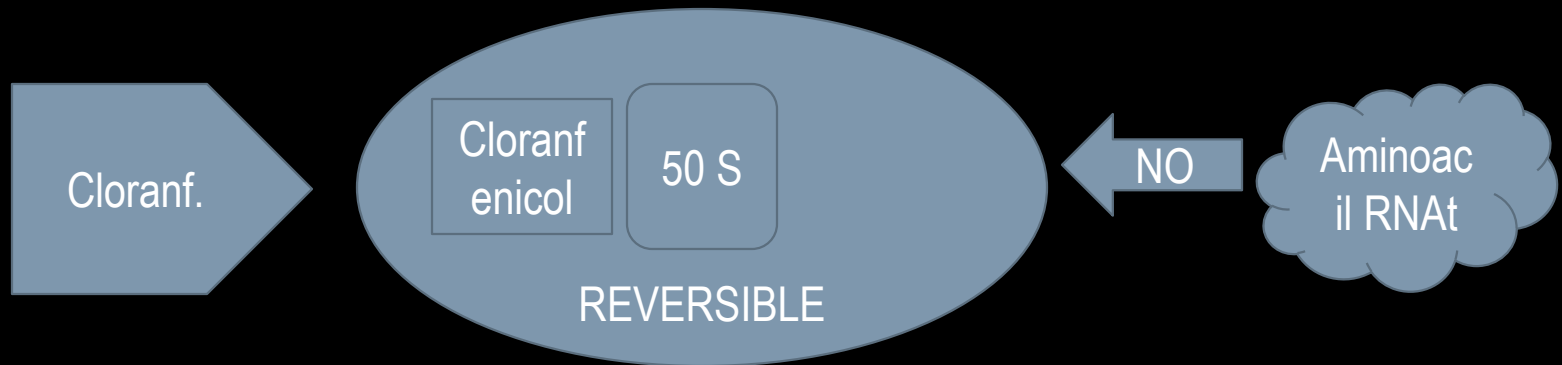 Cloranf.
Cloranf
enicol
50 S
REVERSIBLE
NO
Aminoac
il RNAt